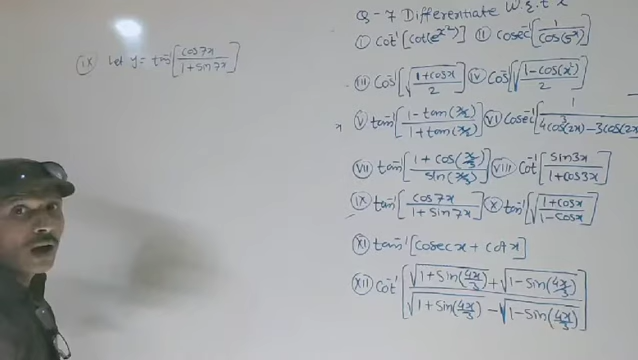 (ix) Let y = tan⁻¹[cos7x / 1+sin7x]
Q-7 Differentiate w.r.t x
(i) cot⁻¹[cot(e^x²)] (ii) cosec⁻¹[1 / cos(5^x)]
(iii) cos⁻¹[√(1+cosx / 2)] (iv) cos⁻¹[√(1-cos(x²) / 2)]
(v) tan⁻¹[1-tan(x/2) / 1+tan(x/2)] (vi) cosec⁻¹[1 / 4cos³(2x)-3cos(2x)
(vii) tan⁻¹[1+cos(x/3) / sin(x/3)] (viii) cot⁻¹[sin3x / 1+cos3x]
(ix) tan⁻¹[cos7x / 1+sin7x] (x) tan⁻¹[√(1+cosx / 1-cosx)]
(xi) tan⁻¹[cosecx + cotx]
(xii) cot⁻¹[√(1+sin(4x/3)) + √(1-sin(4x/3)) / √(1+sin(4x/3)) - √(1-sin(4x/3))]